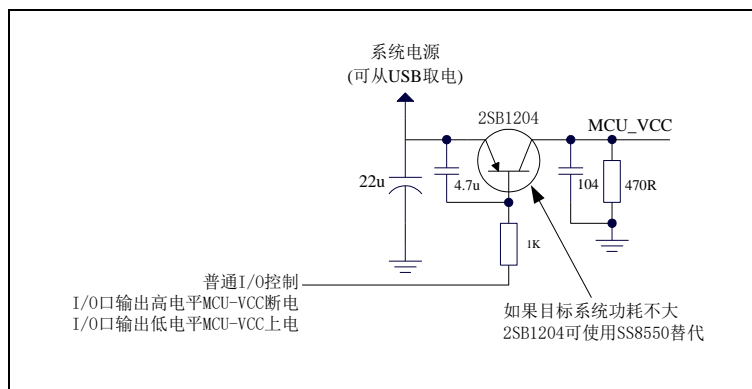 系统电源
(可从USB取电)
2SB1204
MCU_VCC
22u
4.7u
104
470R
1K
普通I/O控制
I/O口输出高电平MCU-VCC断电
I/O口输出低电平MCU-VCC上电
如果目标系统功耗不大
2SB1204可使用SS8550替代